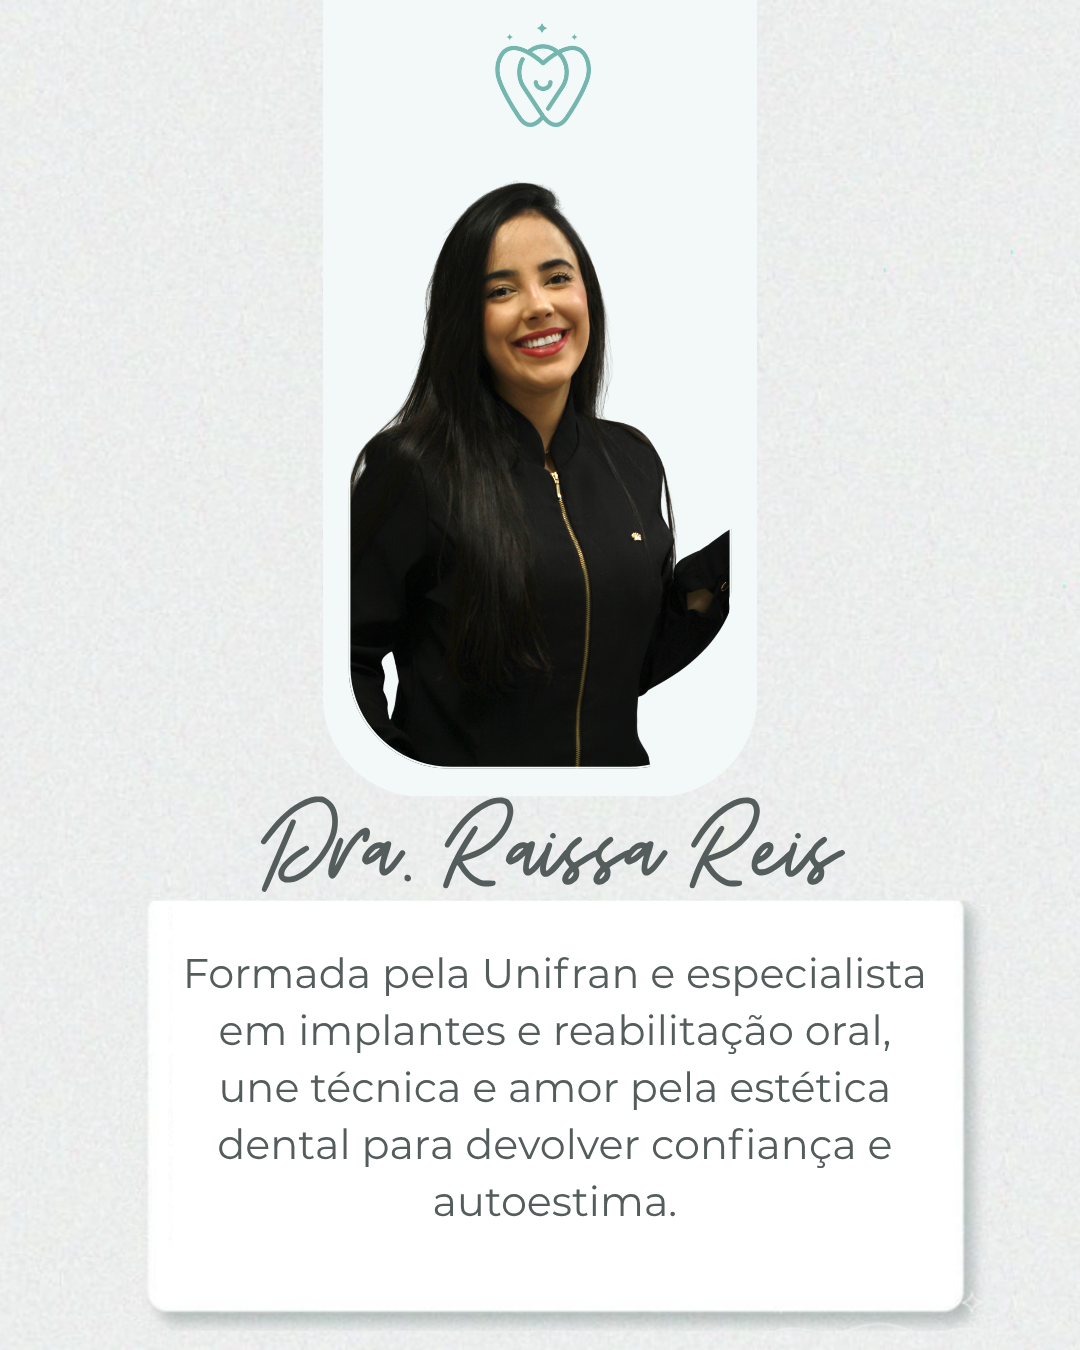 Dra. Raissa Reis
Formada pela Unifran e especialista
em implantes e reabilitação oral,
une técnica e amor pela estética
dental para devolver confiança e
autoestima.